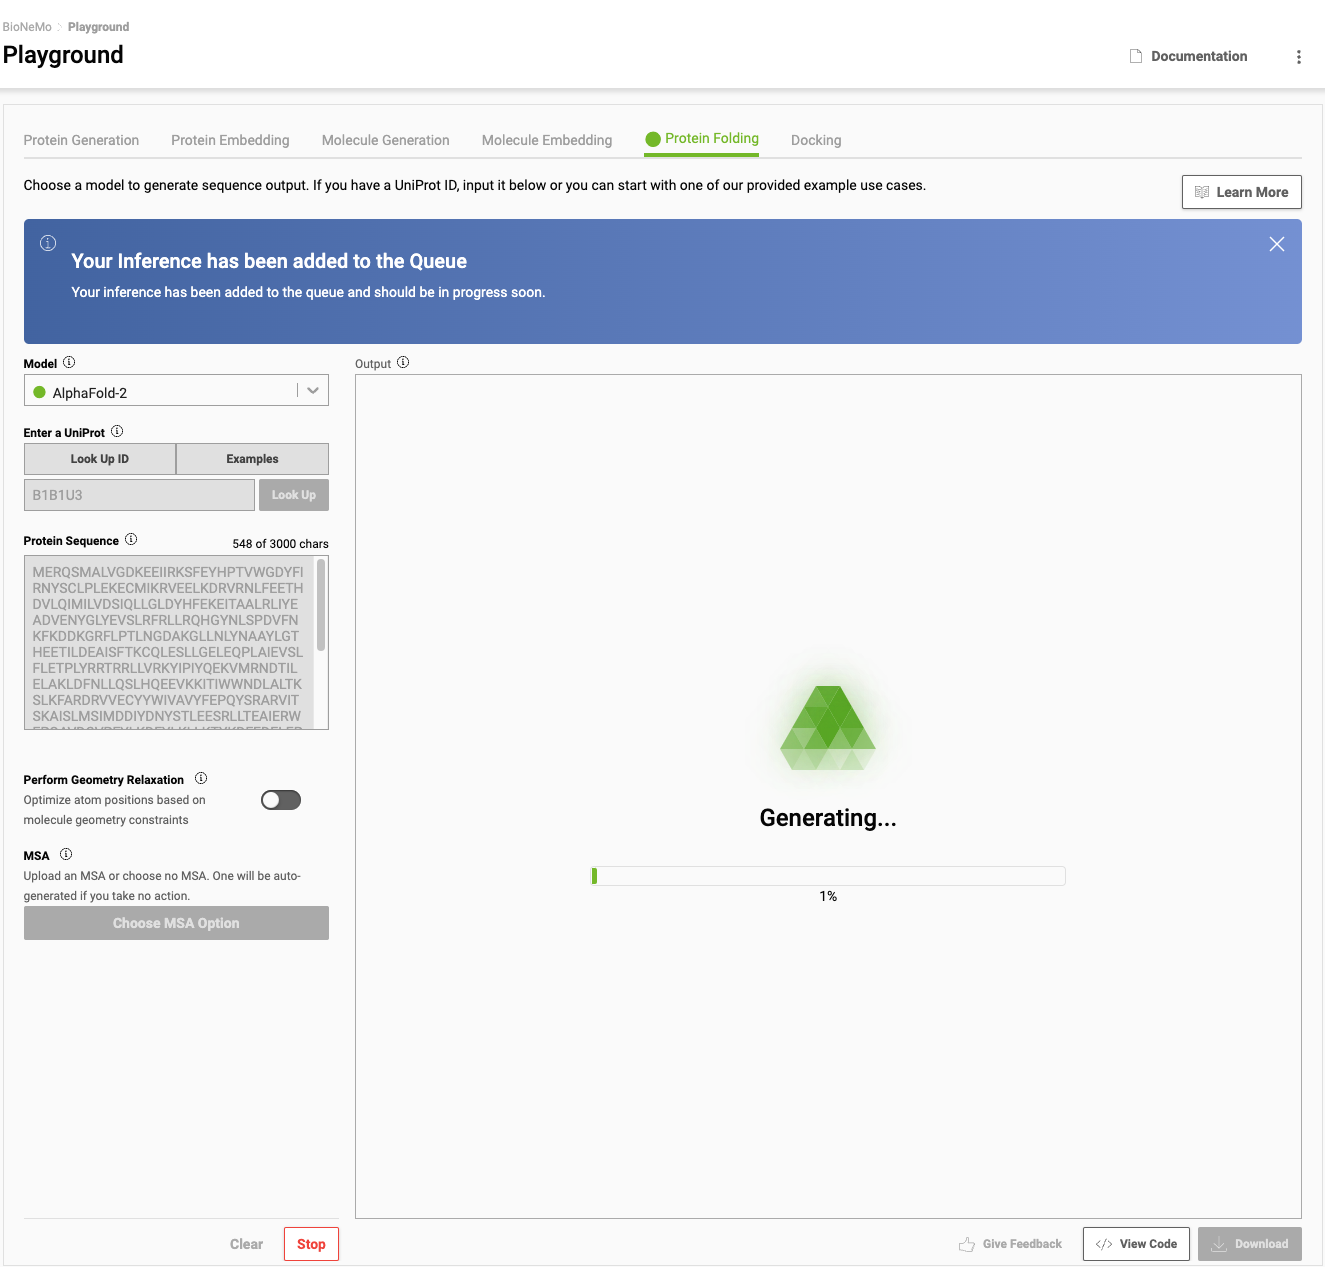 BioNeMo > Playground
Playground
Documentation
Protein Generation
Protein Embedding
Molecule Generation
Molecule Embedding
Protein Folding
Docking
Choose a model to generate sequence output. If you have a UniProt ID, input it below or you can start with one of our provided example use cases.
Learn More
Your Inference has been added to the Queue
Your inference has been added to the queue and should be in progress soon.
Model
AlphaFold-2
Enter a UniProt
Look Up ID
Examples
B1B1U3
Look Up
Protein Sequence
548 of 3000 chars
MERQSMALVGDKEEIIRKSFEYHPTVWGDYFI
RNYSCLPLEKECMIKRVEELKDRVRNLFEETH
DVLQIMILVDSIQLLGLDYHFEKEITAALRLIYE
ADVENYGLYEVSLRFRLLRQHGYNLSPDVFN
KFKDDKGRFLPTLNGDAKGLLNLYNAAYLGT
HEETILDEAISFTKCQLESLLGELEQPLAIEVSL
FLETPLYRRTRRLLVRKYIPIYQEKVMRNDTIL
ELAKLDFNLLQSLHQEEVKKITIWWNDLALTK
SLKFARDRVVECYYWIVAVYFEPQYSRARVIT
SKAISLMSIMDDIYDNYSTLEESRLLTEAIERW
Perform Geometry Relaxation
Optimize atom positions based on
molecule geometry constraints
MSA
Upload an MSA or choose no MSA. One will be auto-
generated if you take no action.
Choose MSA Option
Clear
Stop
Output
Generating...
1%
Give Feedback
</> View Code
Download